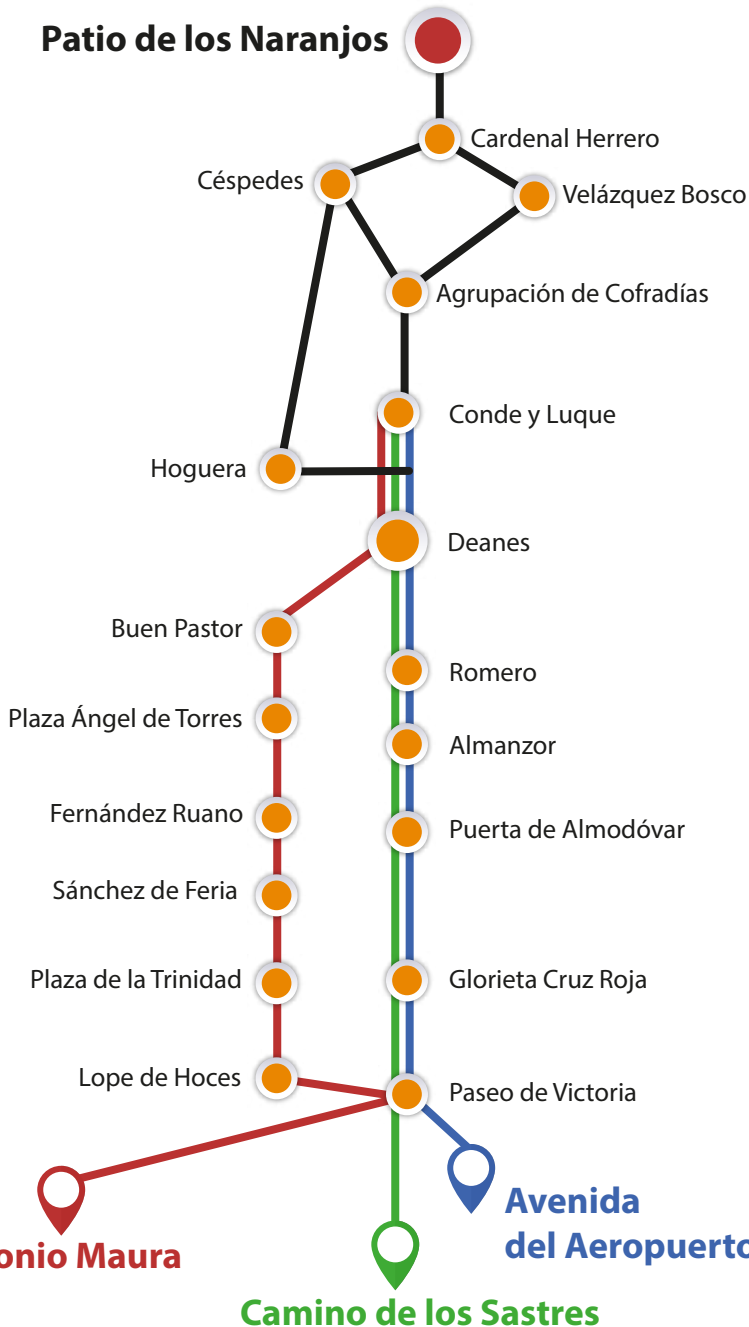 Patio de los Naranjos
Cardenal Herrero
Céspedes
Velázquez Bosco
Agrupación de Cofradías
Conde y Luque
Hoguera
Deanes
Buen Pastor
Romero
Plaza Ángel de Torres
Almanzor
Fernández Ruano
Puerta de Almodóvar
Sánchez de Feria
Plaza de la Trinidad
Glorieta Cruz Roja
Lope de Hoces
Paseo de Victoria
Avenida
del Aeropuerto
onio Maura
Camino de los Sastres